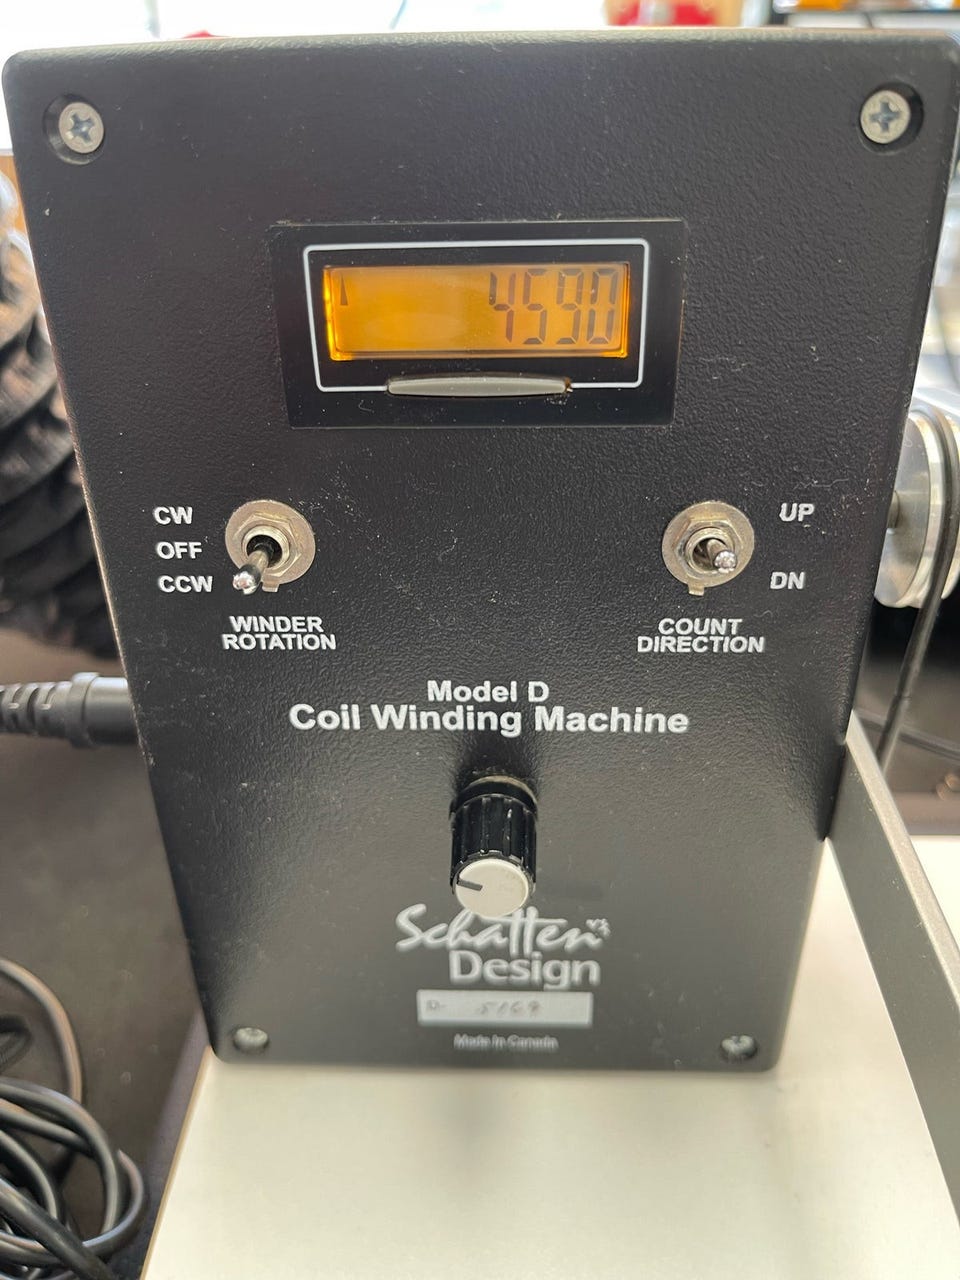 4590
CW
OFF
CCW
WINDER
ROTATION
UP
DN
COUNT
DIRECTION
Model D
Coil Winding Machine
Schatten
Design
D- 5169
Made In Canada